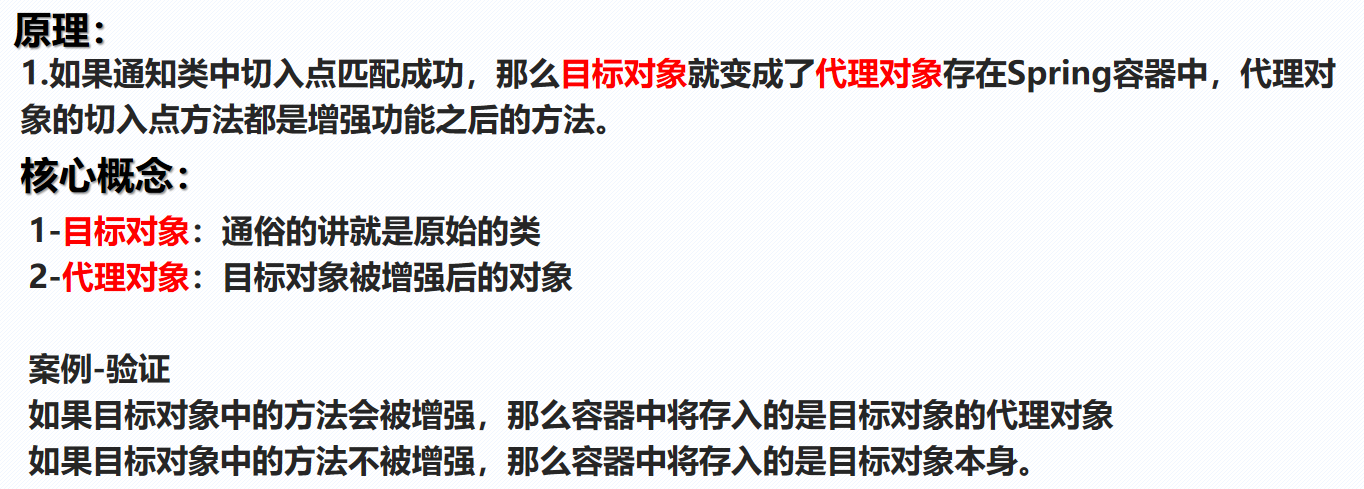 原理：
1.如果通知类中切入点匹配成功，那么目标对象就变成了代理对象存在Spring容器中，代理对
象的切入点方法都是增强功能之后的方法。
核心概念：
1-目标对象：通俗的讲就是原始的类
2-代理对象：目标对象被增强后的对象
案例-验证
如果目标对象中的方法会被增强，那么容器中将存入的是目标对象的代理对象
如果目标对象中的方法不被增强，那么容器中将存入的是目标对象本身。